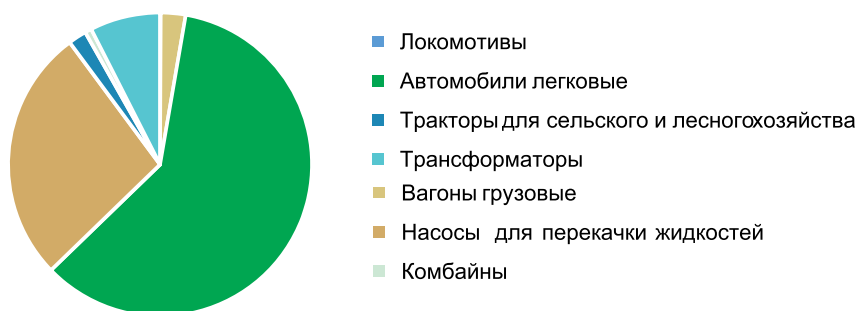 Локомотивы
Автомобили легковые
Тракторы для сельского и лесногохозяйства
Трансформаторы
Вагоны грузовые
Насосы для перекачки жидкостей
Комбайны